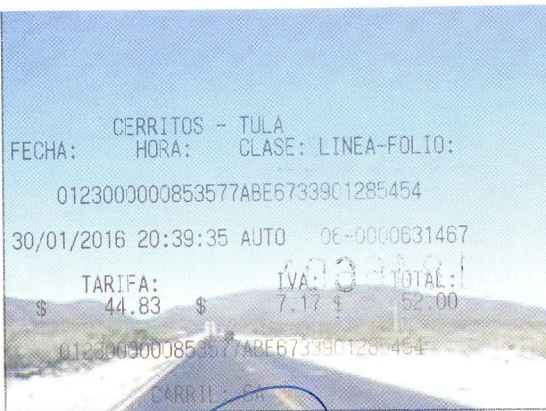 CERRITOS - TULA
FECHA: HORA: CLASE: LINEA-FOLIO:
0123000000853577ABE6733901285454
30/01/2016 20:39:35 AUTO 06-0000631467
TARIFA: IVA: TOTAL:
$ 44.83 $ 7.17 $ 52.00
0123000000853577ABE6733901285454
CARRIL: 6A